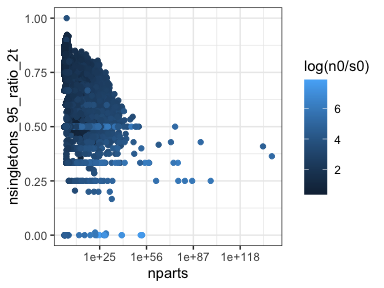 nsingletons_95_ratio_2t
1.00
0.75
0.50
0.25
0.00
1e+25
1e+56
1e+87
1e+118
nparts
log(n0/s0)
6
4
2